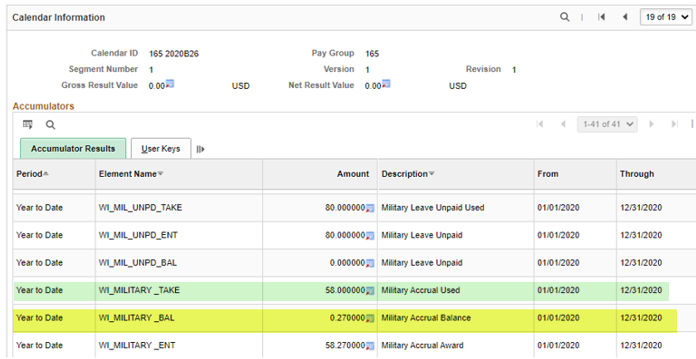 Calendar Information
19 of 19
Calendar ID 165 2020B26 Pay Group 165
Segment Number 1 Version 1 Revision 1
Gross Result Value 0.00 USD Net Result Value 0.00 USD
Accumulators
1-41 of 41
Accumulator Results User Keys
Period Element Name Amount Description From Through
Year to Date WI_MIL_UNPD_TAKE 80.000000 Military Leave Unpaid Used 01/01/2020 12/31/2020
Year to Date WI_MIL_UNPD_ENT 80.000000 Military Leave Unpaid 01/01/2020 12/31/2020
Year to Date WI_MIL_UNPD_BAL 0.000000 Military Leave Unpaid 01/01/2020 12/31/2020
Year to Date WI_MILITARY _TAKE 58.000000 Military Accrual Used 01/01/2020 12/31/2020
Year to Date WI_MILITARY _BAL 0.270000 Military Accrual Balance 01/01/2020 12/31/2020
Year to Date WI_MILITARY _ENT 58.270000 Military Accrual Award 01/01/2020 12/31/2020